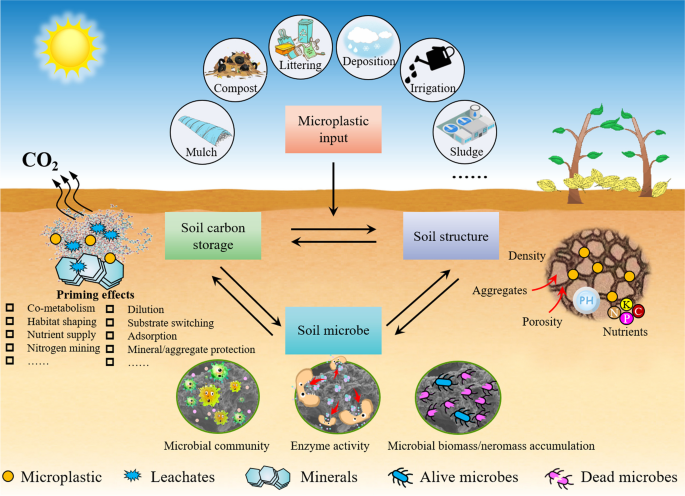 Littering
Deposition
Compost
Irrigation
Mulch
Microplastic
input
Sludge
......
CO2
Soil carbon
storage
Soil structure
Density
Aggregates
Porosity
PH
K
N
P
C
Nutrients
Priming effects
Co-metabolism
Habitat shaping
Nutrient supply
Nitrogen mining
……
Dilution
Substrate switching
Adsorption
Mineral/aggregate protection
……
Soil microbe
Microbial community
Enzyme activity
Microbial biomass/neromass accumulation
Microplastic
Leachates
Minerals
Alive microbes
Dead microbes